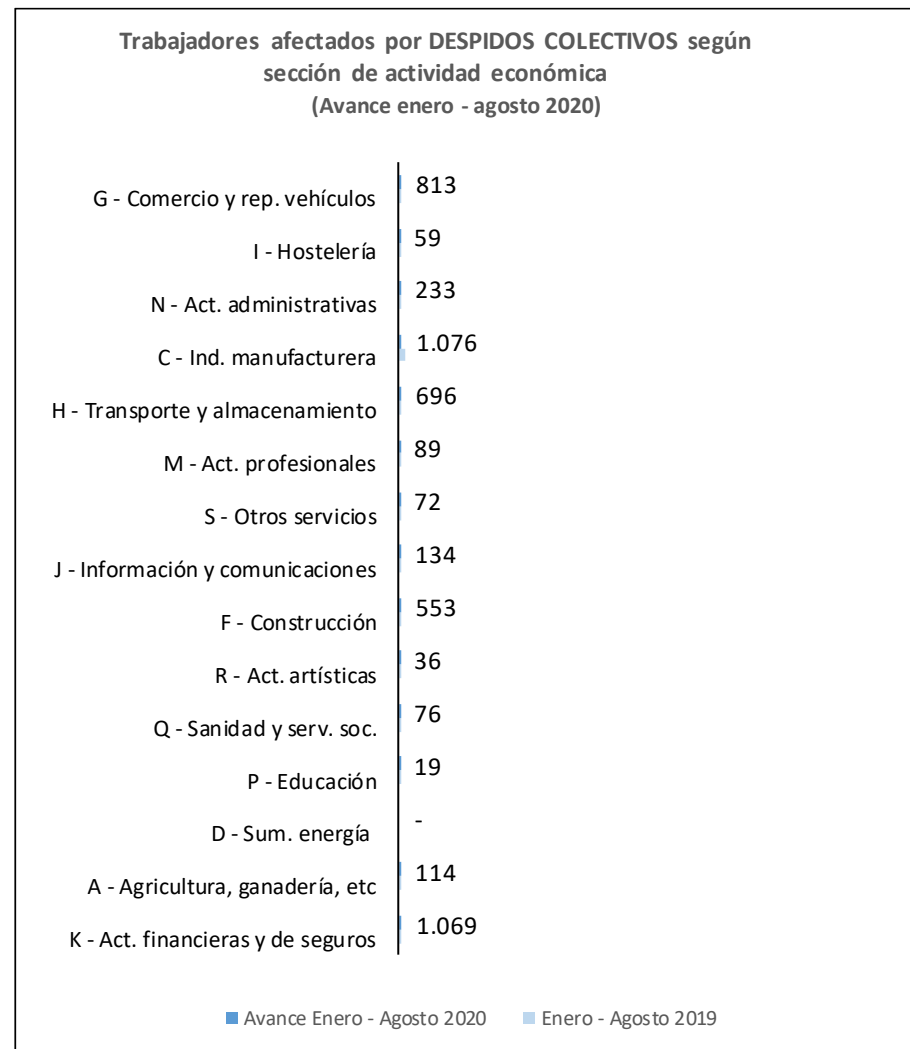 Trabajadores afectados por DESPIDOS COLECTIVOS según
sección de actividad económica
(Avance enero - agosto 2020)
G - Comercio y rep. vehículos 813
I - Hostelería 59
N - Act. administrativas 233
C - Ind. manufacturera 1.076
H - Transporte y almacenamiento 696
M - Act. profesionales 89
S - Otros servicios 72
J - Información y comunicaciones 134
F - Construcción 553
R - Act. artísticas 36
Q - Sanidad y serv. soc. 76
P - Educación 19
D - Sum. energía -
A - Agricultura, ganadería, etc 114
K - Act. financieras y de seguros 1.069
Avance Enero - Agosto 2020 Enero - Agosto 2019